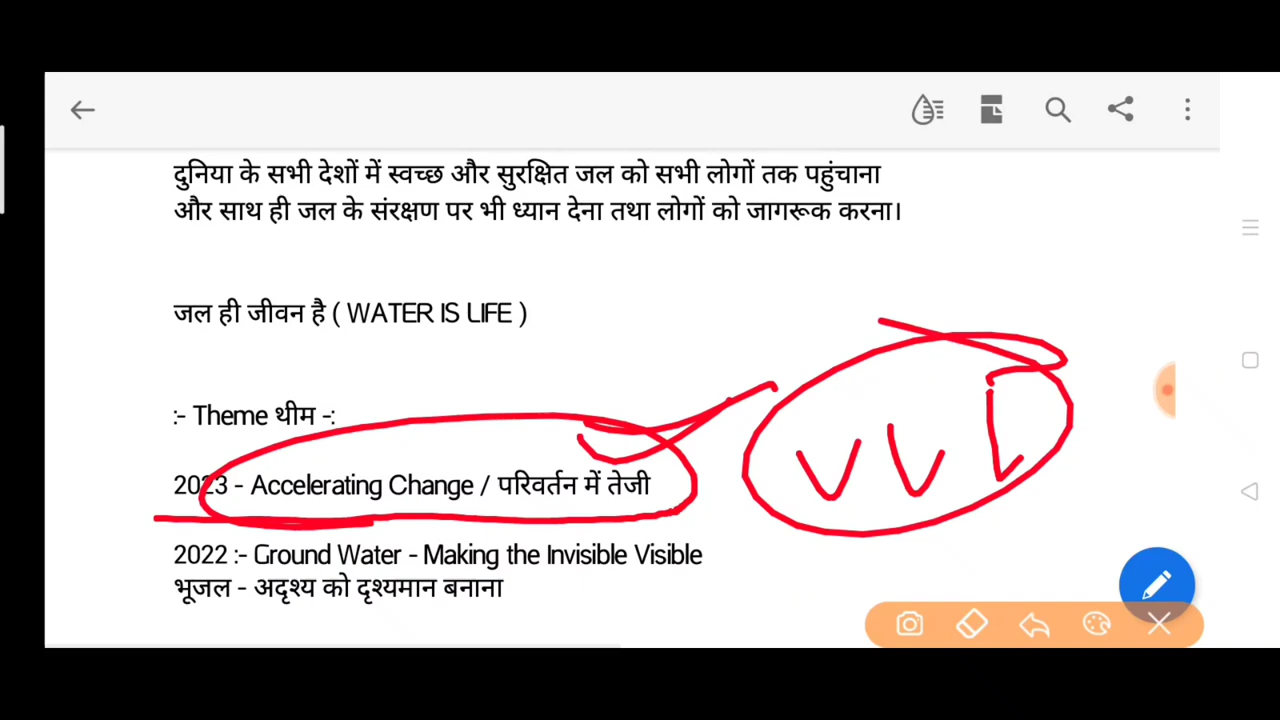 दुनिया के सभी देशों में स्वच्छ और सुरक्षित जल को सभी लोगों तक पहुंचाना
और साथ ही जल के संरक्षण पर भी ध्यान देना तथा लोगों को जागरूक करना।
जल ही जीवन है ( WATER IS LIFE )
:- Theme थीम -:
2023 - Accelerating Change / परिवर्तन में तेजी
2022 :- Ground Water - Making the Invisible Visible
भूजल - अदृश्य को दृश्यमान बनाना